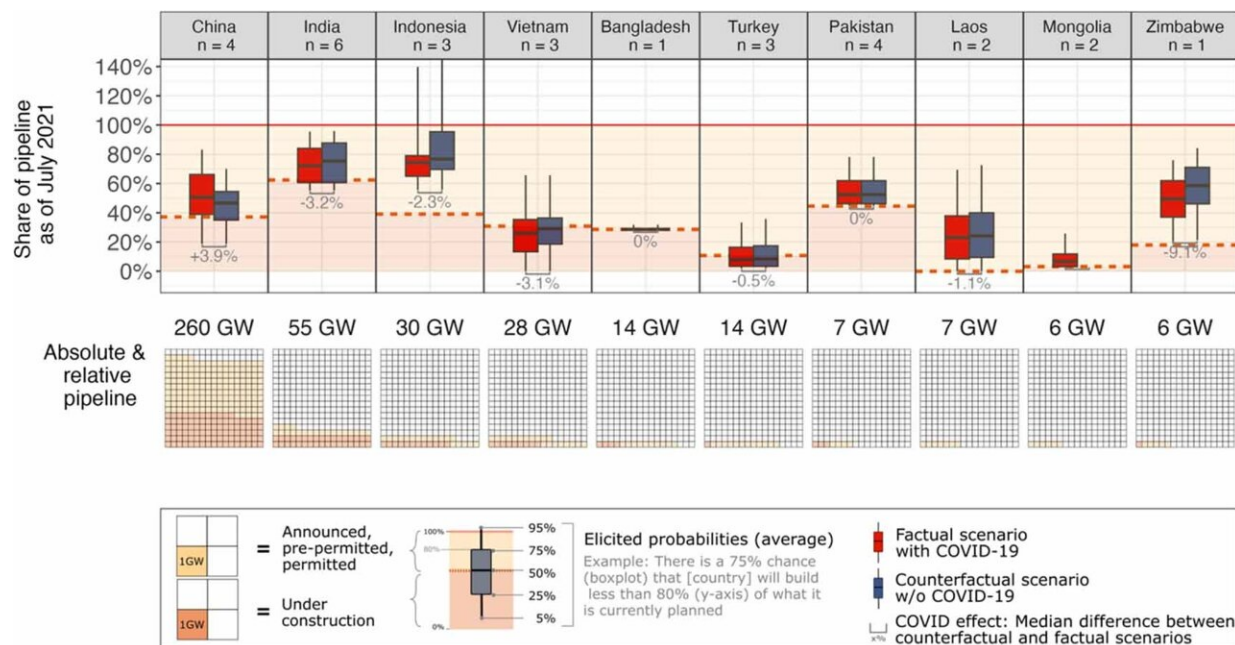 China India Indonesia Vietnam Bangladesh Turkey Pakistan Laos Mongolia Zimbabwe
n = 4 n = 6 n = 3 n = 3 n = 1 n = 3 n = 4 n = 2 n = 2 n = 1
Share of pipeline
as of July 2021
140%
120%
100%
80%
60%
40%
20%
0%
+3.9% -3.2% -2.3% -3.1% 0% -0.5% 0% -1.1% -9.1%
260 GW 55 GW 30 GW 28 GW 14 GW 14 GW 7 GW 7 GW 6 GW 6 GW
Absolute &
relative
pipeline
1GW
= Announced,
pre-permitted,
permitted
1GW
= Under
construction
100%
80%
0%
95%
75%
50%
25%
5%
Elicited probabilities (average)
Example: There is a 75% chance
(boxplot) that [country] will build
less than 80% (y-axis) of what it
is currently planned
Factual scenario
with COVID-19
Counterfactual scenario
w/o COVID-19
x%
COVID effect: Median difference between
counterfactual and factual scenarios